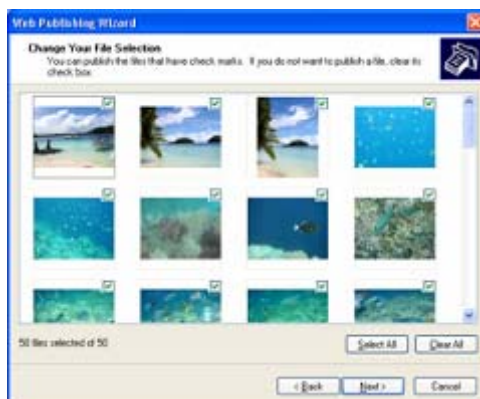 Web Publishing Wizard
Change Your File Selection
You can publish the files that have check marks. If you do not want to publish a file, clear its
check box.
50 files selected of 50
Select All
Clear All
< Back
Next >
Cancel